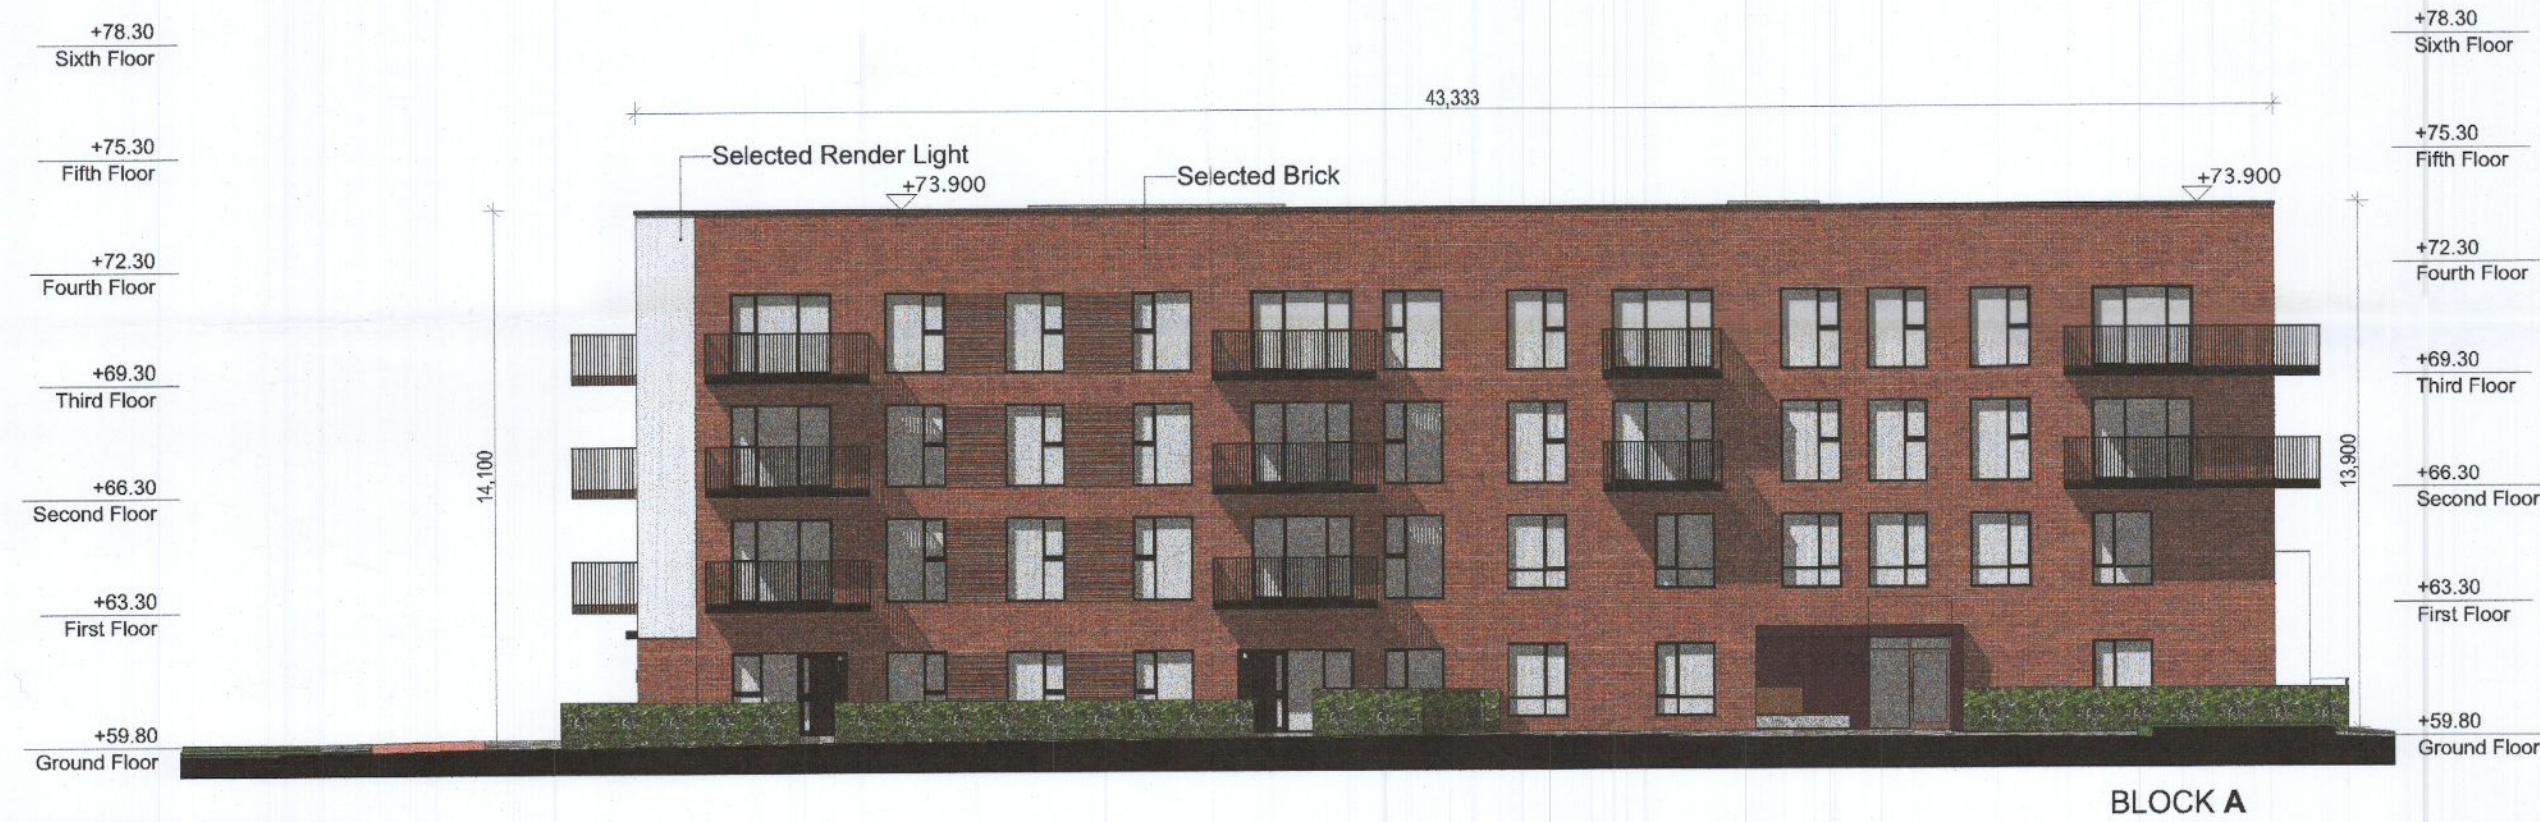 +78.30
Sixth Floor
+75.30
Fifth Floor
+72.30
Fourth Floor
+69.30
Third Floor
+66.30
Second Floor
+63.30
First Floor
+59.80
Ground Floor
43,333
Selected Render Light
+73.900
Selected Brick
+73.900
14,100
13,900
+78.30
Sixth Floor
+75.30
Fifth Floor
+72.30
Fourth Floor
+69.30
Third Floor
+66.30
Second Floor
+63.30
First Floor
+59.80
Ground Floor
BLOCK A